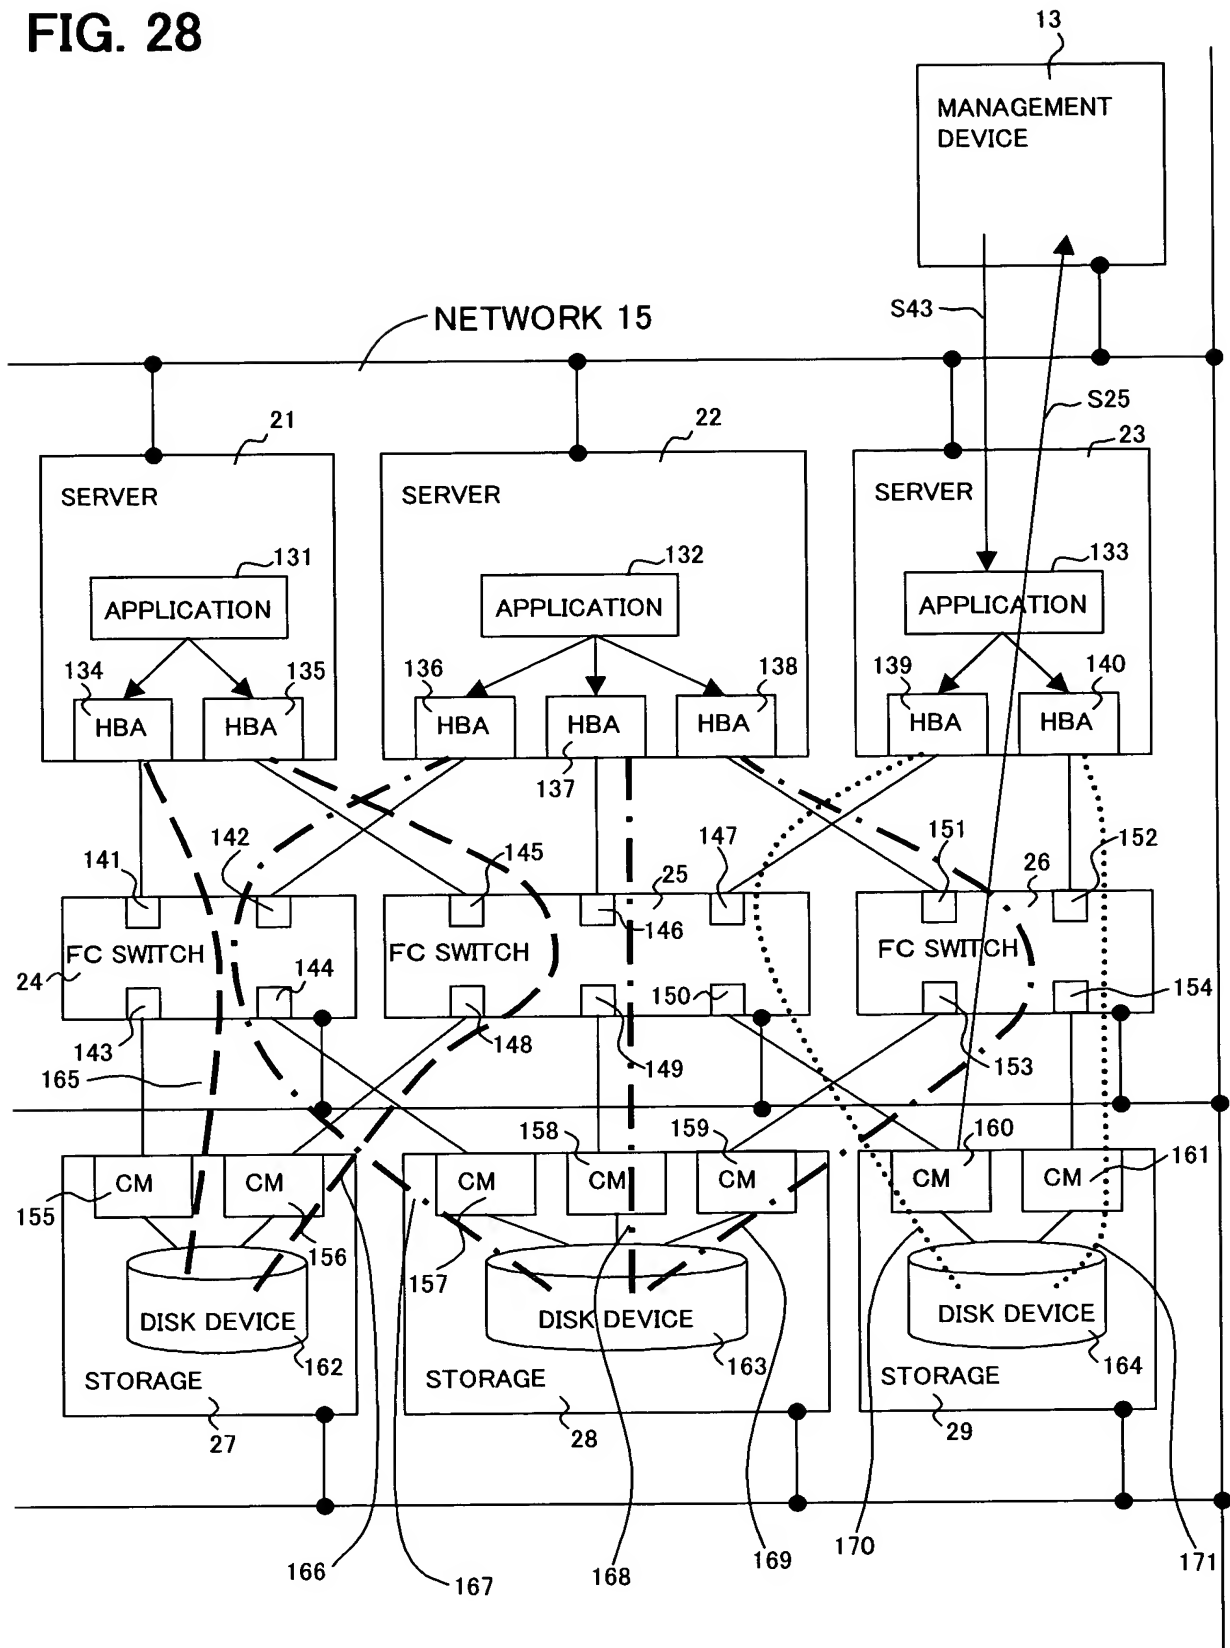 FIG. 28
13
MANAGEMENT
DEVICE
S43
NETWORK 15
S25
21
22
23
SERVER
SERVER
SERVER
131
132
133
APPLICATION
APPLICATION
APPLICATION
134
135
136
138
139
140
HBA
HBA
HBA
HBA
HBA
HBA
HBA
137
141
142
145
147
151
152
25
26
146
FC SWITCH
FC SWITCH
FC SWITCH
24
144
150
154
143
148
149
153
165
158
159
160
161
CM
CM
CM
CM
CM
CM
CM
155
156
157
DISK DEVICE
DISK DEVICE
DISK DEVICE
162
163
164
STORAGE
STORAGE
STORAGE
27
28
29
166
167
168
169
170
171